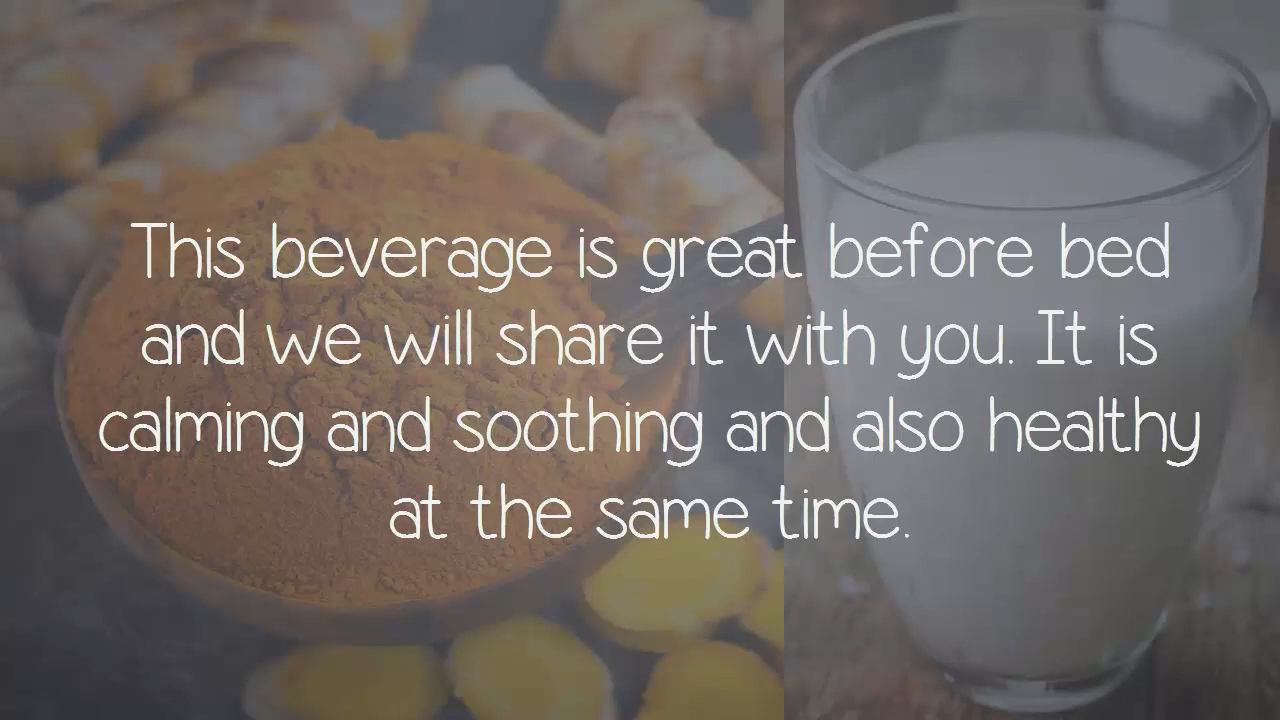 This beverage is great before bed
and we will share it with you. It is
calming and soothing and also healthy
at the same time.